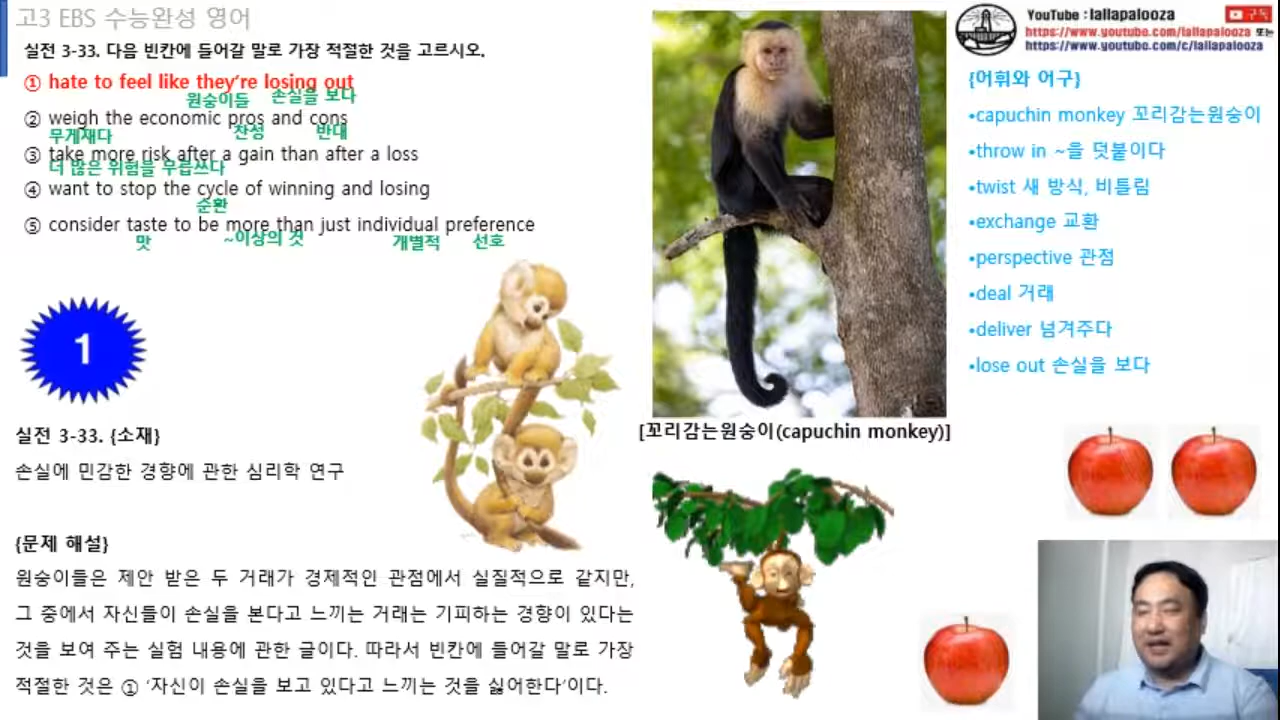 고3 EBS 수능완성 영어
실전 3-33. 다음 빈칸에 들어갈 말로 가장 적절한 것을 고르시오.
① hate to feel like they're losing out
원숭이들 손실을 보다
② weigh the economic pros and cons
무게재다 찬성 반대
③ take more risk after a gain than after a loss
더 많은 위험을 무릅쓰다
④ want to stop the cycle of winning and losing
순환
⑤ consider taste to be more than just individual preference
맛 ~이상의 것 개별적 선호
1
실전 3-33. {소재}
손실에 민감한 경향에 관한 심리학 연구
{문제 해설}
원숭이들은 제안 받은 두 거래가 경제적인 관점에서 실질적으로 같지만,
그 중에서 자신들이 손실을 본다고 느끼는 거래는 기피하는 경향이 있다는
것을 보여 주는 실험 내용에 관한 글이다. 따라서 빈칸에 들어갈 말로 가장
적절한 것은 ① ‘자신이 손실을 보고 있다고 느끼는 것을 싫어한다’이다.
[꼬리감는원숭이(capuchin monkey)]
YouTube : lallapalooza
구독
https://www.youtube.com/lallapalooza 또는
https://www.youtube.com/c/lallapalooza
{어휘와 어구}
•capuchin monkey 꼬리감는원숭이
•throw in ~을 덧붙이다
•twist 새 방식, 비틀림
•exchange 교환
•perspective 관점
•deal 거래
•deliver 넘겨주다
•lose out 손실을 보다